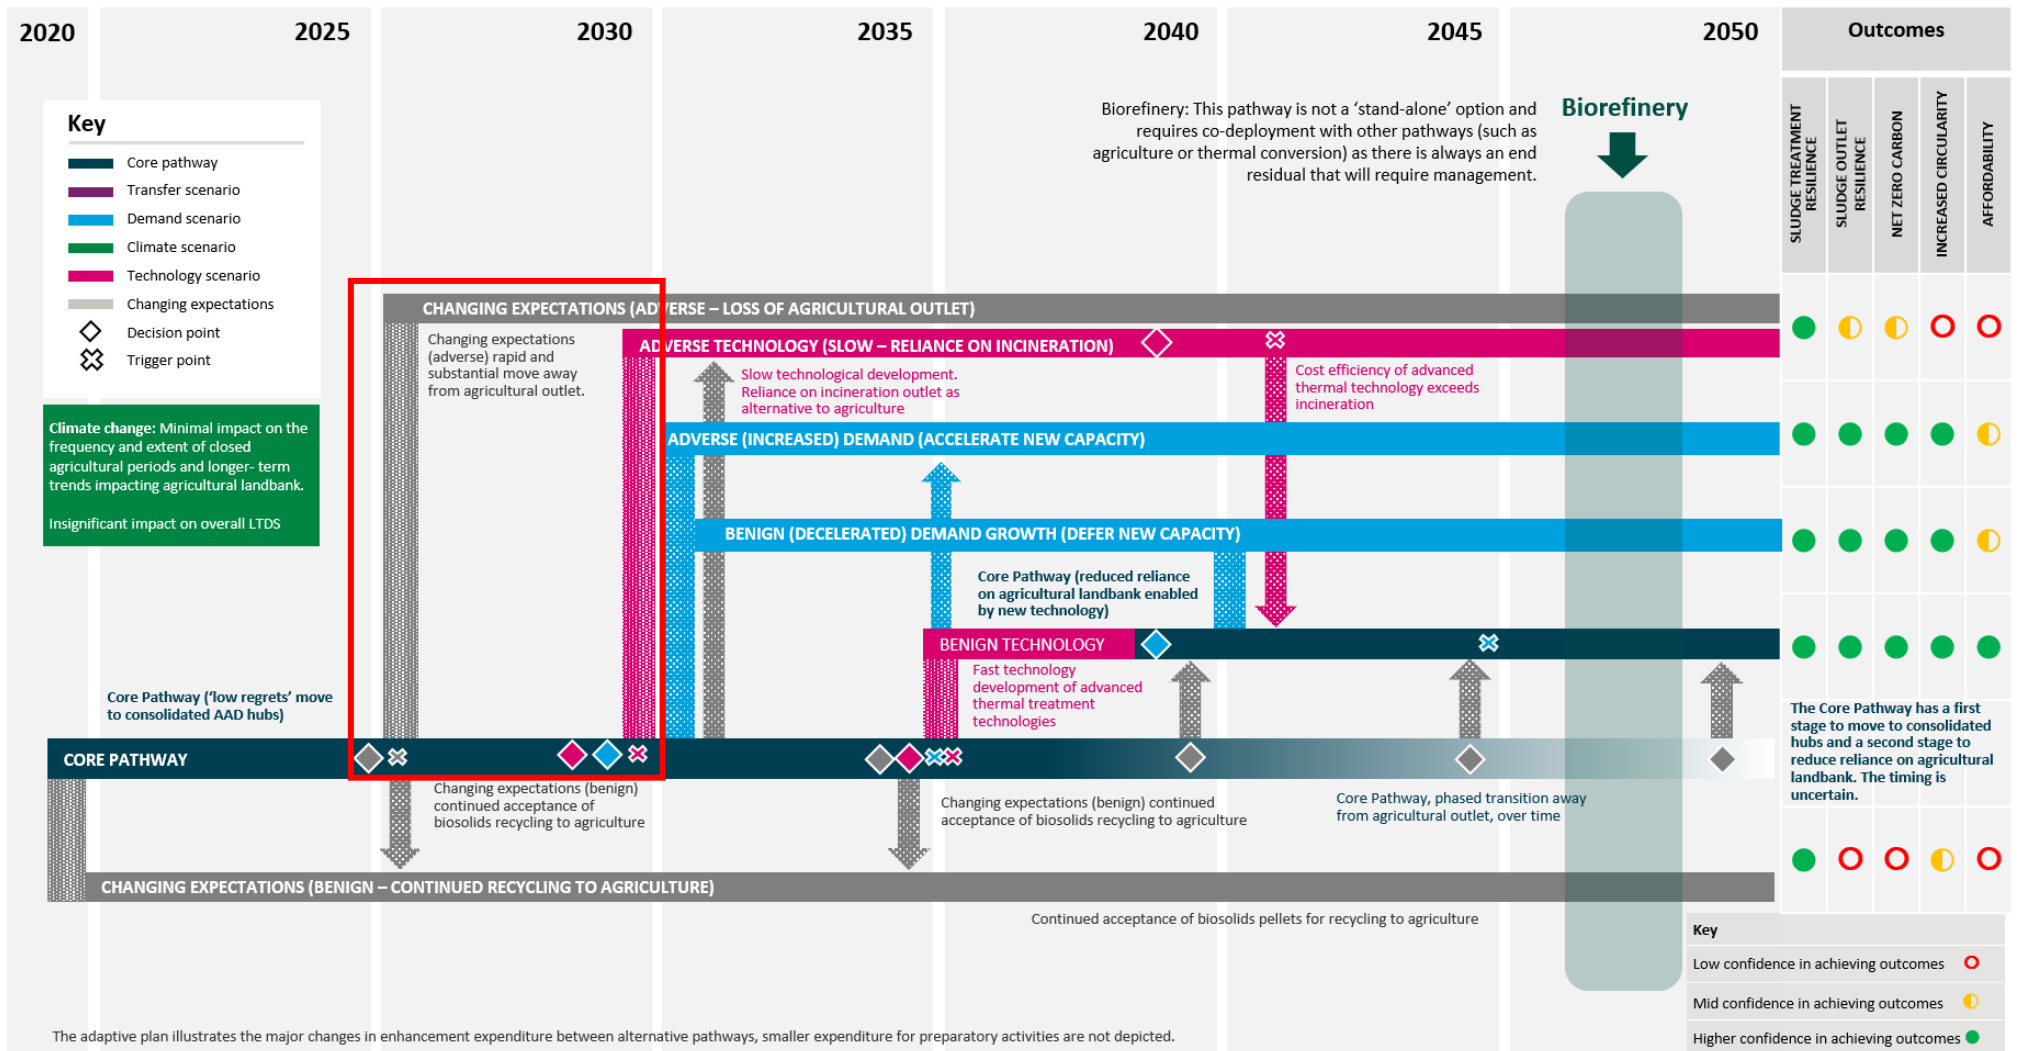 2020
2025
2030
2035
2040
2045
2050
Outcomes
Key
Core pathway
Transfer scenario
Demand scenario
Climate scenario
Technology scenario
Changing expectations
Decision point
Trigger point
Climate change: Minimal impact on the
frequency and extent of closed
agricultural periods and longer- term
trends impacting agricultural landbank.
Insignificant impact on overall LTDS
Biorefinery: This pathway is not a ‘stand-alone’ option and
requires co-deployment with other pathways (such as
agriculture or thermal conversion) as there is always an end
residual that will require management.
Biorefinery
SLUDGE TREATMENT
RESILIENCE
SLUDGE OUTLET
RESILIENCE
NET ZERO CARBON
INCREASED CIRCULARITY
AFFORDABILITY
CHANGING EXPECTATIONS (ADVERSE – LOSS OF AGRICULTURAL OUTLET)
Changing expectations
(adverse) rapid and
substantial move away
from agricultural outlet.
ADVERSE TECHNOLOGY (SLOW – RELIANCE ON INCINERATION)
Slow technological development.
Reliance on incineration outlet as
alternative to agriculture
Cost efficiency of advanced
thermal technology exceeds
incineration
ADVERSE (INCREASED) DEMAND (ACCELERATE NEW CAPACITY)
BENIGN (DECELERATED) DEMAND GROWTH (DEFER NEW CAPACITY)
Core Pathway (reduced reliance
on agricultural landbank enabled
by new technology)
BENIGN TECHNOLOGY
Fast technology
development of advanced
thermal treatment
technologies
Core Pathway (‘low regrets’ move
to consolidated AAD hubs)
CORE PATHWAY
The Core Pathway has a first
stage to move to consolidated
hubs and a second stage to
reduce reliance on agricultural
landbank. The timing is
uncertain.
Changing expectations (benign)
continued acceptance of
biosolids recycling to agriculture
Changing expectations (benign) continued
acceptance of biosolids recycling to agriculture
Core Pathway, phased transition away
from agricultural outlet, over time
CHANGING EXPECTATIONS (BENIGN – CONTINUED RECYCLING TO AGRICULTURE)
Continued acceptance of biosolids pellets for recycling to agriculture
Key
Low confidence in achieving outcomes
Mid confidence in achieving outcomes
Higher confidence in achieving outcomes
The adaptive plan illustrates the major changes in enhancement expenditure between alternative pathways, smaller expenditure for preparatory activities are not depicted.